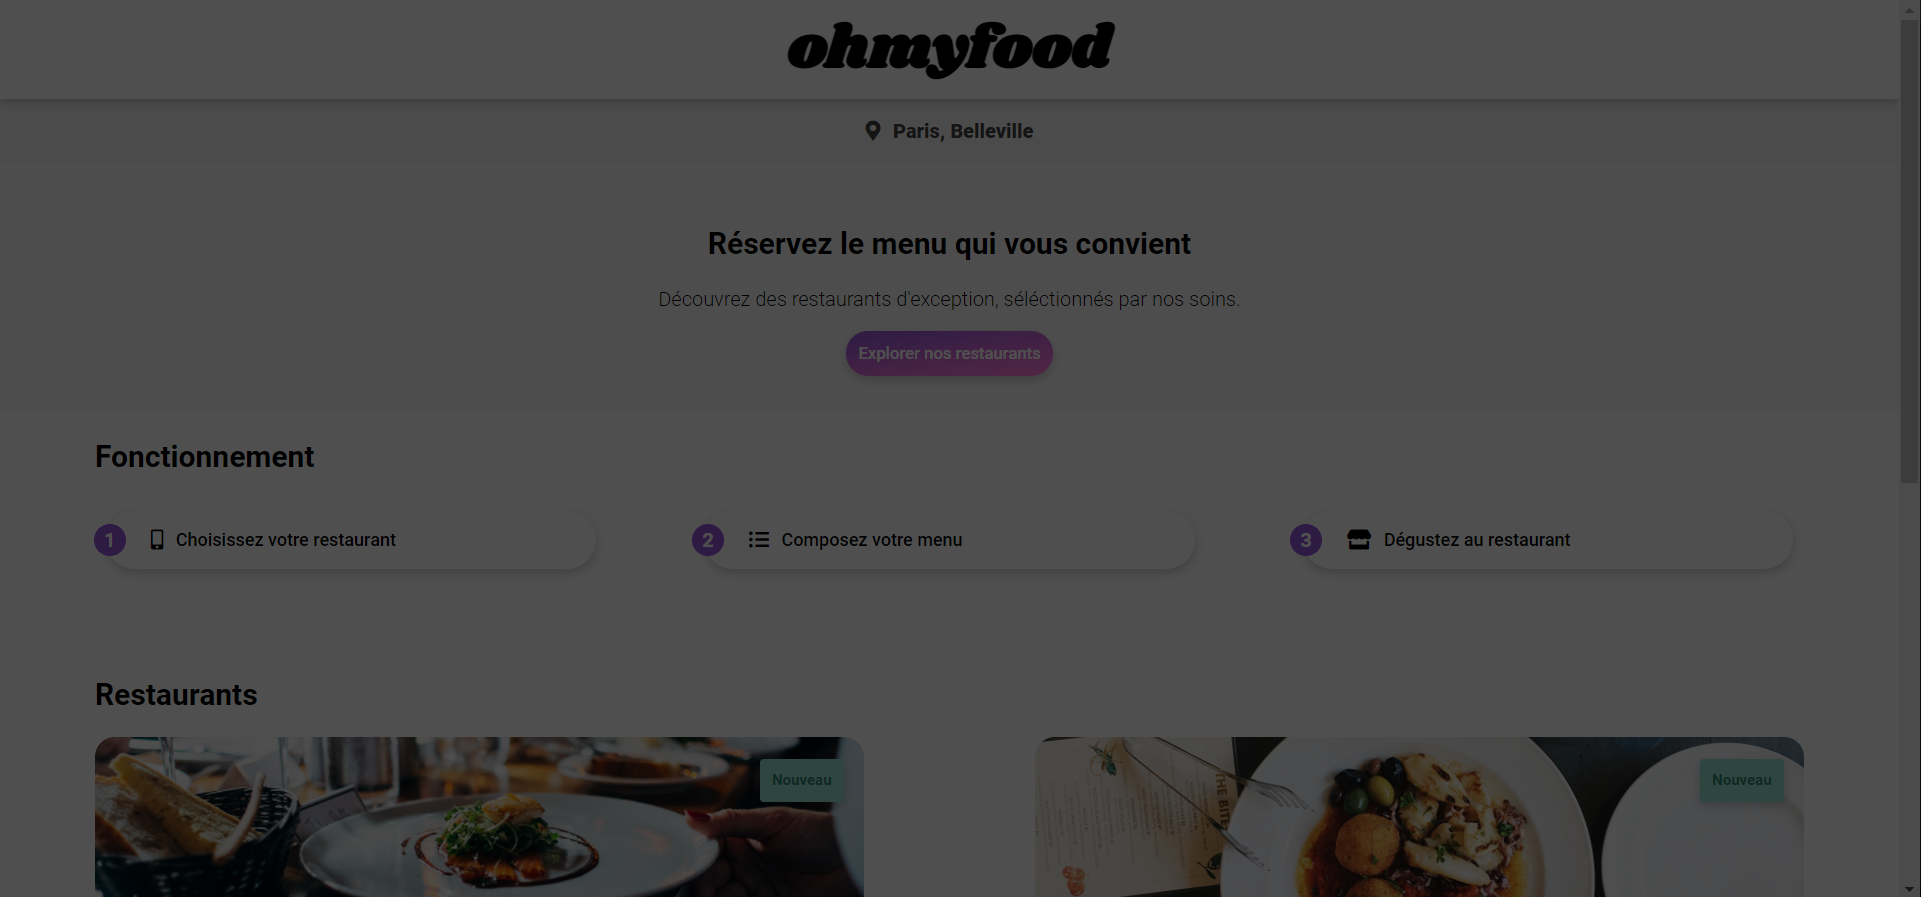 ohmyfood
Paris, Belleville
Réservez le menu qui vous convient
Découvrez des restaurants d'exception, séléctionnés par nos soins.
Explorer nos restaurants
Fonctionnement
1 Choisissez votre restaurant
2 Composez votre menu
3 Dégustez au restaurant
Restaurants
Nouveau
Nouveau